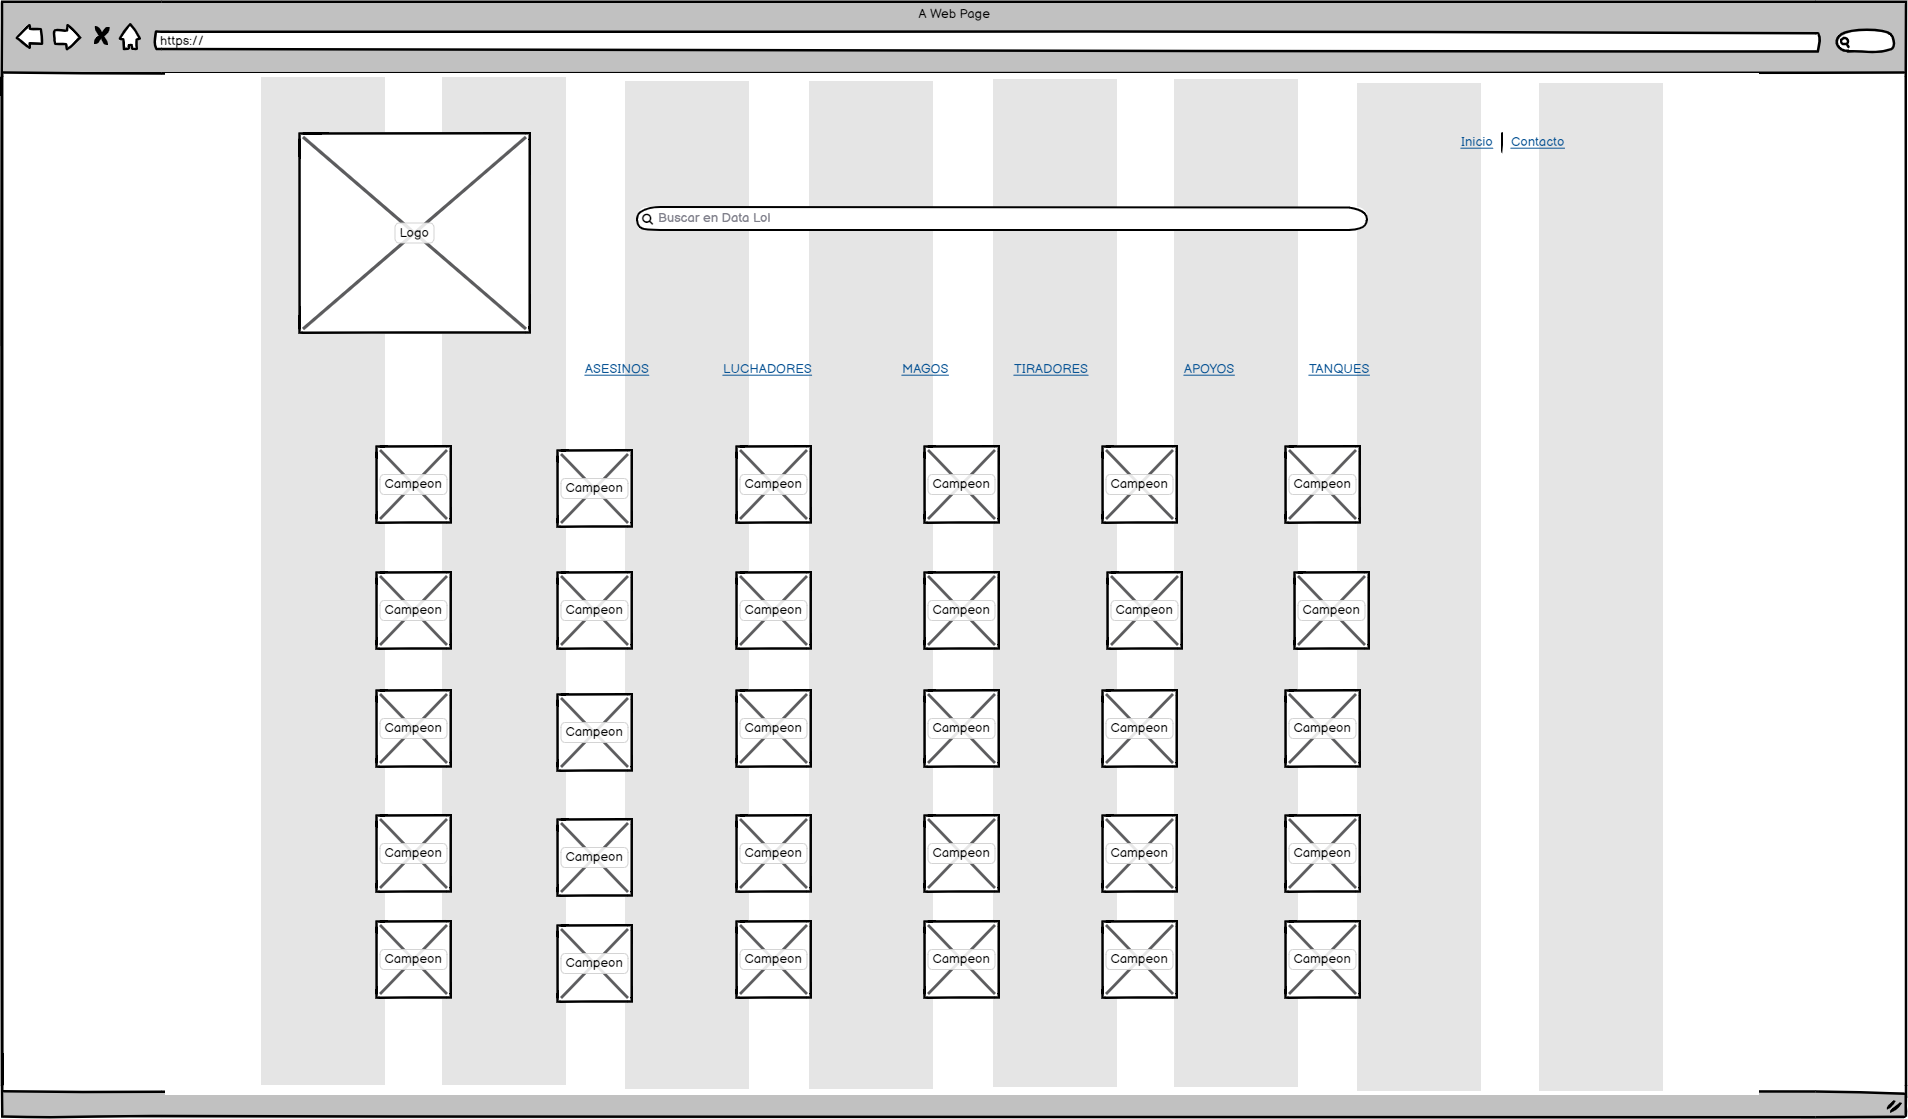 A Web Page
https://
Inicio Contacto
Buscar en Data Lol
Logo
ASESINOS LUCHADORES MAGOS TIRADORES APOYOS TANQUES
Campeon Campeon Campeon Campeon Campeon Campeon
Campeon Campeon Campeon Campeon Campeon Campeon
Campeon Campeon Campeon Campeon Campeon Campeon
Campeon Campeon Campeon Campeon Campeon Campeon
Campeon Campeon Campeon Campeon Campeon Campeon